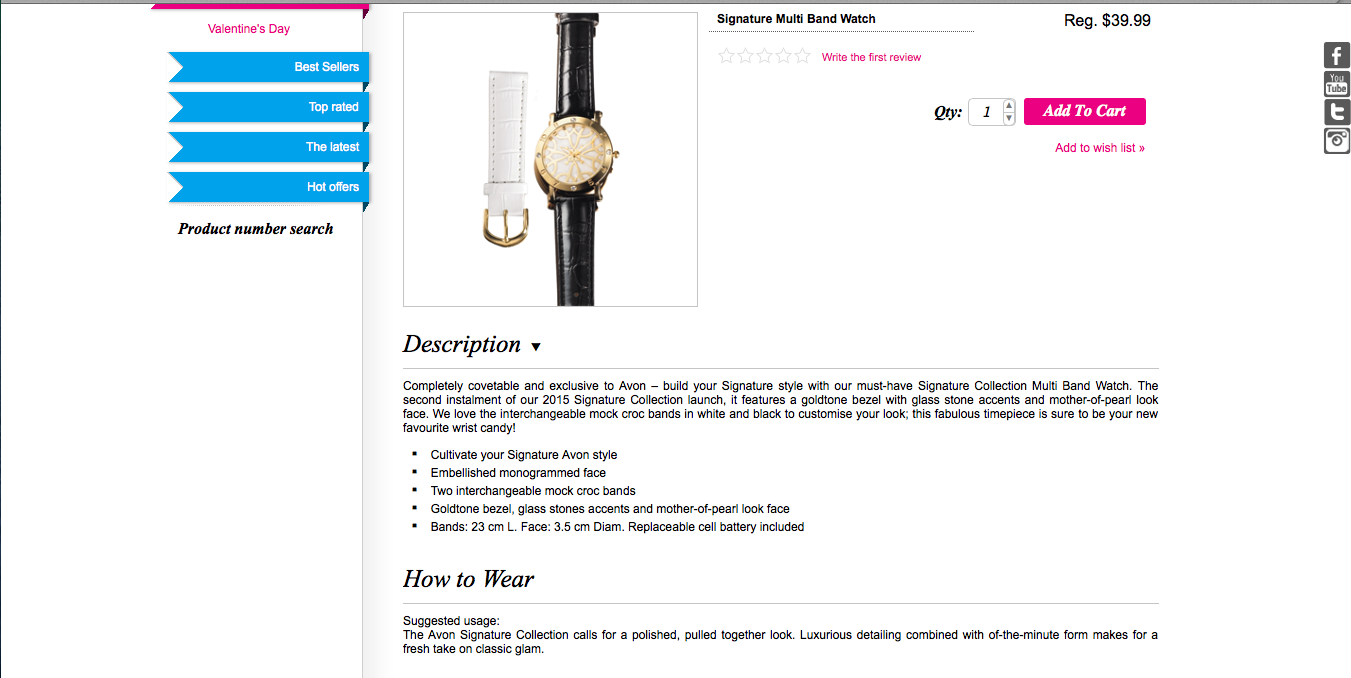 Valentine's Day
Best Sellers
Top rated
The latest
Hot offers
Product number search
Signature Multi Band Watch
Reg. $39.99
Write the first review
Qty: 1 Add To Cart
Add to wish list »
You
Tube
Description ▼
Completely covetable and exclusive to Avon – build your Signature style with our must-have Signature Collection Multi Band Watch. The
second instalment of our 2015 Signature Collection launch, it features a goldtone bezel with glass stone accents and mother-of-pearl look
face. We love the interchangeable mock croc bands in white and black to customise your look; this fabulous timepiece is sure to be your new
favourite wrist candy!
▪ Cultivate your Signature Avon style
▪ Embellished monogrammed face
▪ Two interchangeable mock croc bands
▪ Goldtone bezel, glass stones accents and mother-of-pearl look face
▪ Bands: 23 cm L. Face: 3.5 cm Diam. Replaceable cell battery included
How to Wear
Suggested usage:
The Avon Signature Collection calls for a polished, pulled together look. Luxurious detailing combined with of-the-minute form makes for a
fresh take on classic glam.